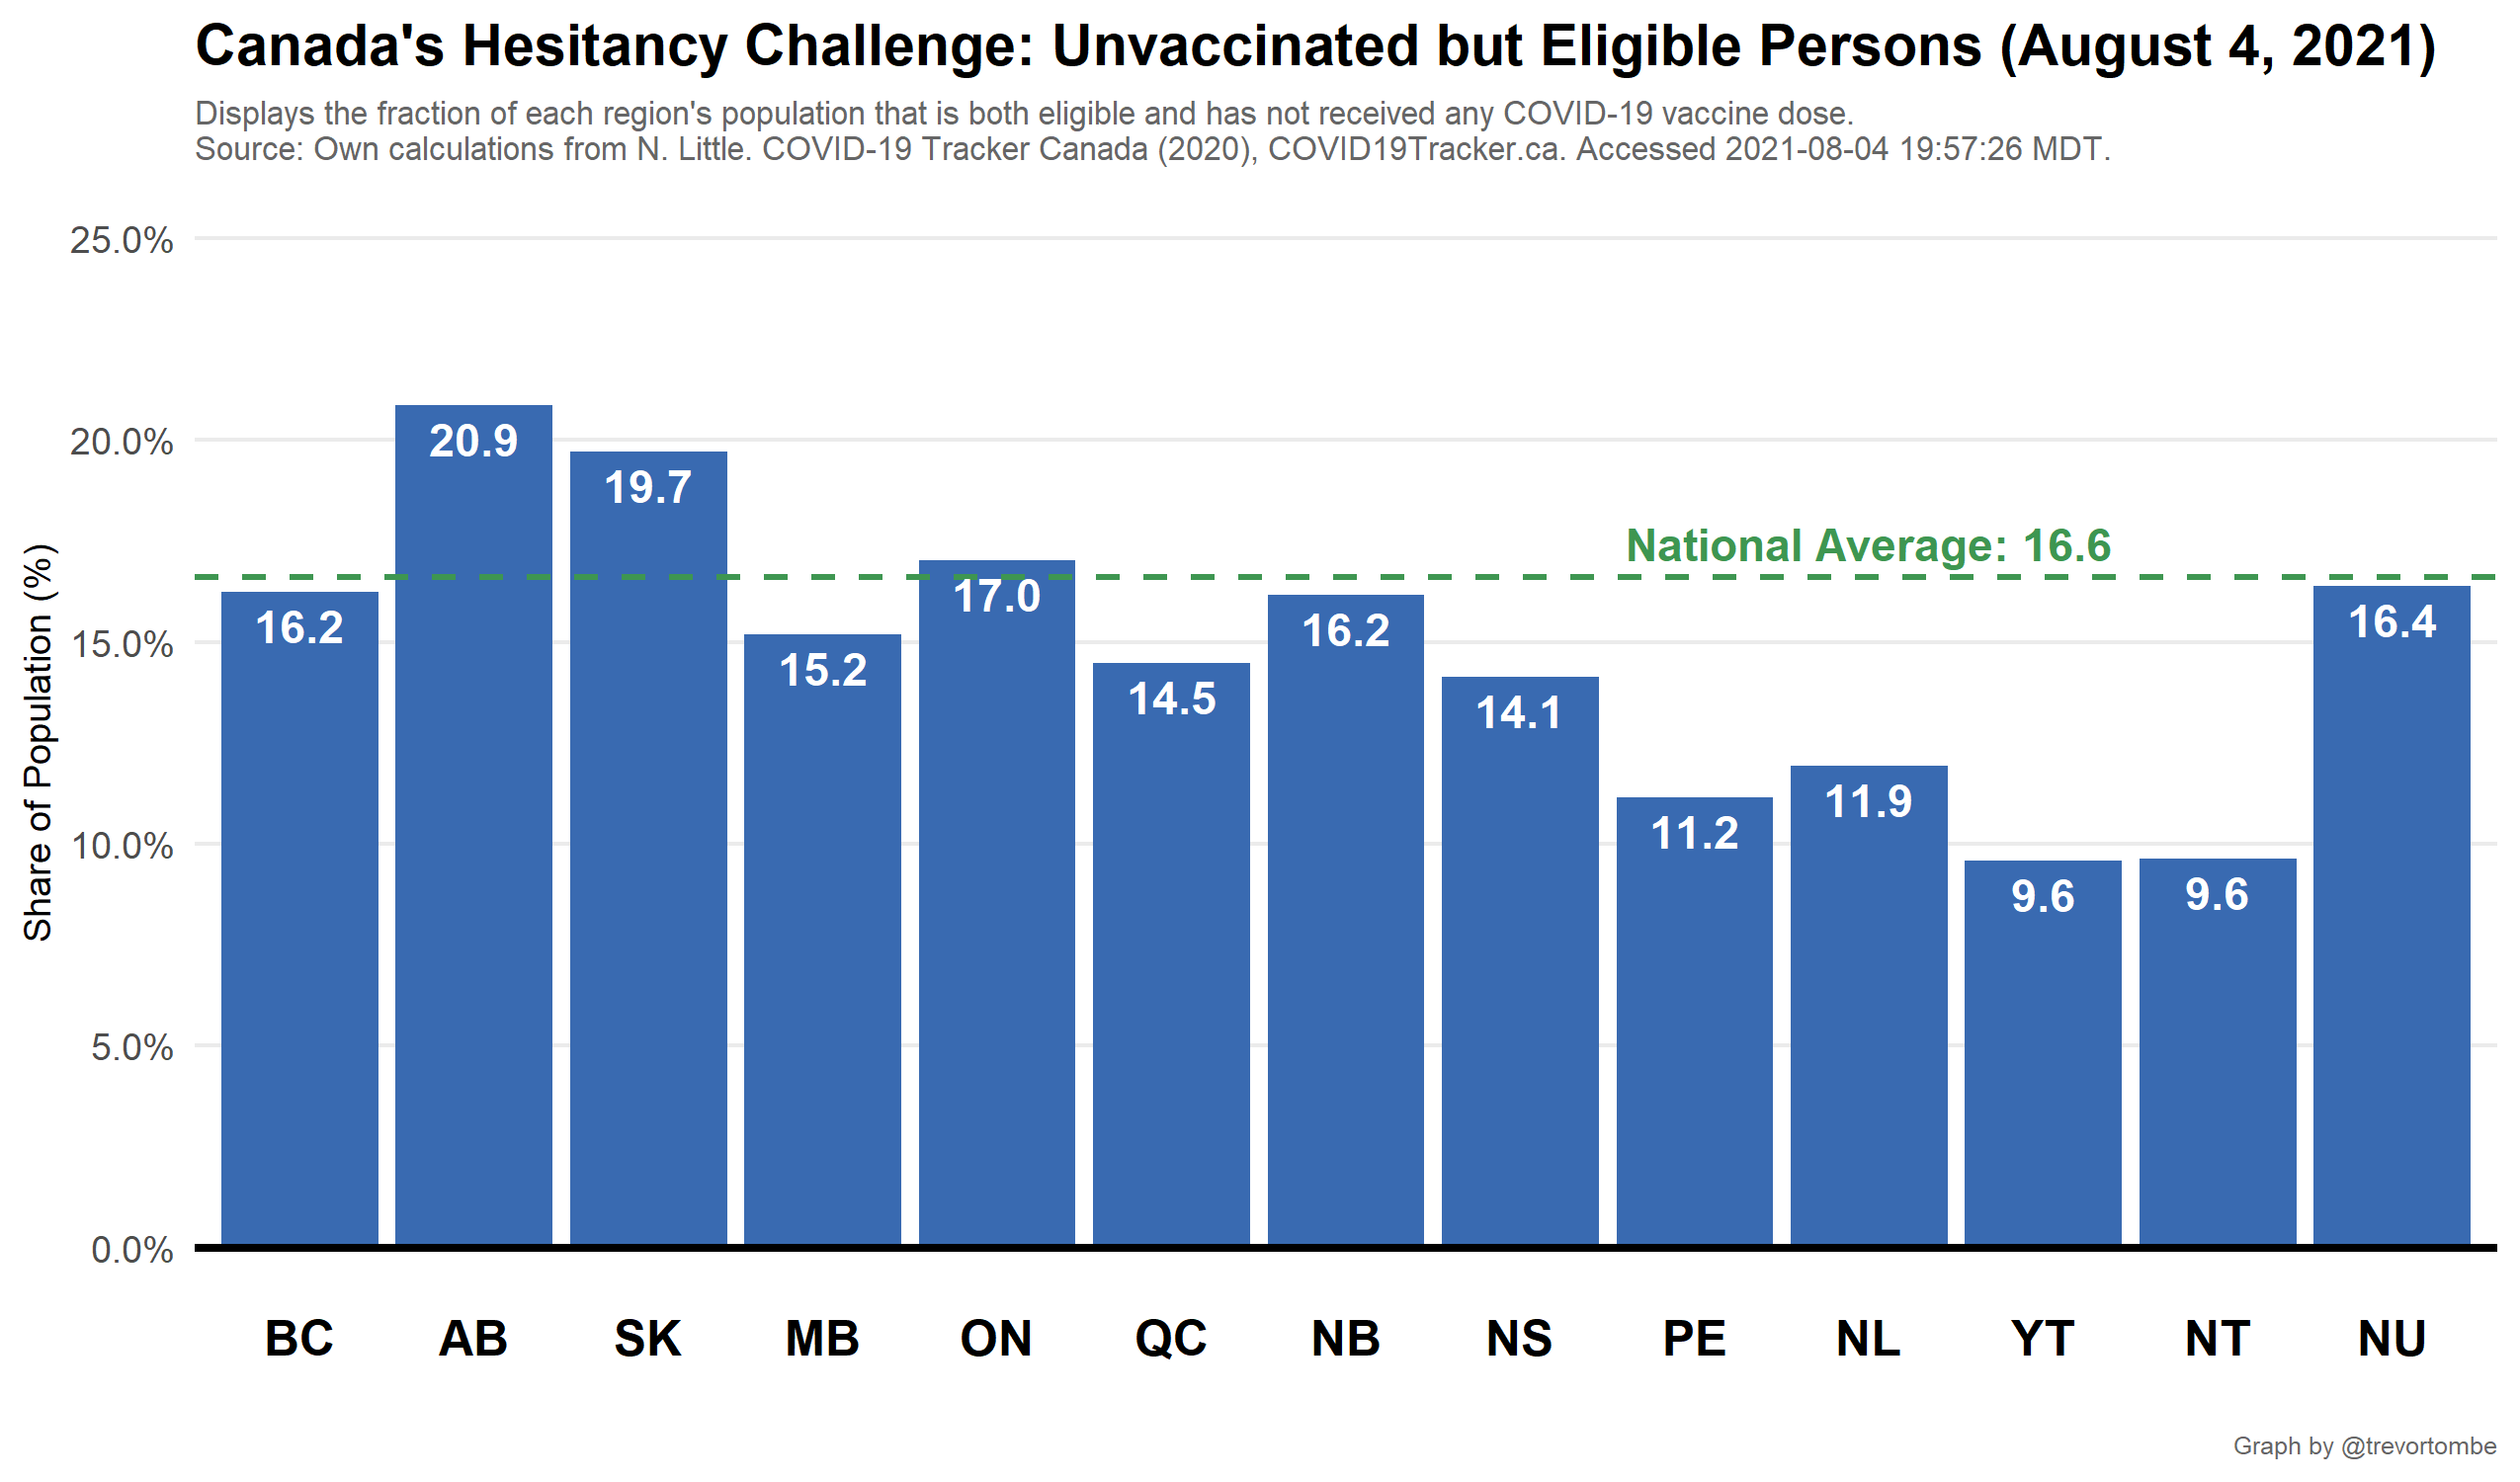 Canada's Hesitancy Challenge: Unvaccinated but Eligible Persons (August 4, 2021)
Displays the fraction of each region's population that is both eligible and has not received any COVID-19 vaccine dose.
Source: Own calculations from N. Little. COVID-19 Tracker Canada (2020), COVID19Tracker.ca. Accessed 2021-08-04 19:57:26 MDT.
Share of Population (%)
25.0%
20.0%
15.0%
10.0%
5.0%
0.0%
National Average: 16.6
16.2
20.9
19.7
15.2
17.0
14.5
16.2
14.1
11.2
11.9
9.6
9.6
16.4
BC AB SK MB ON QC NB NS PE NL YT NT NU
Graph by @trevortombe